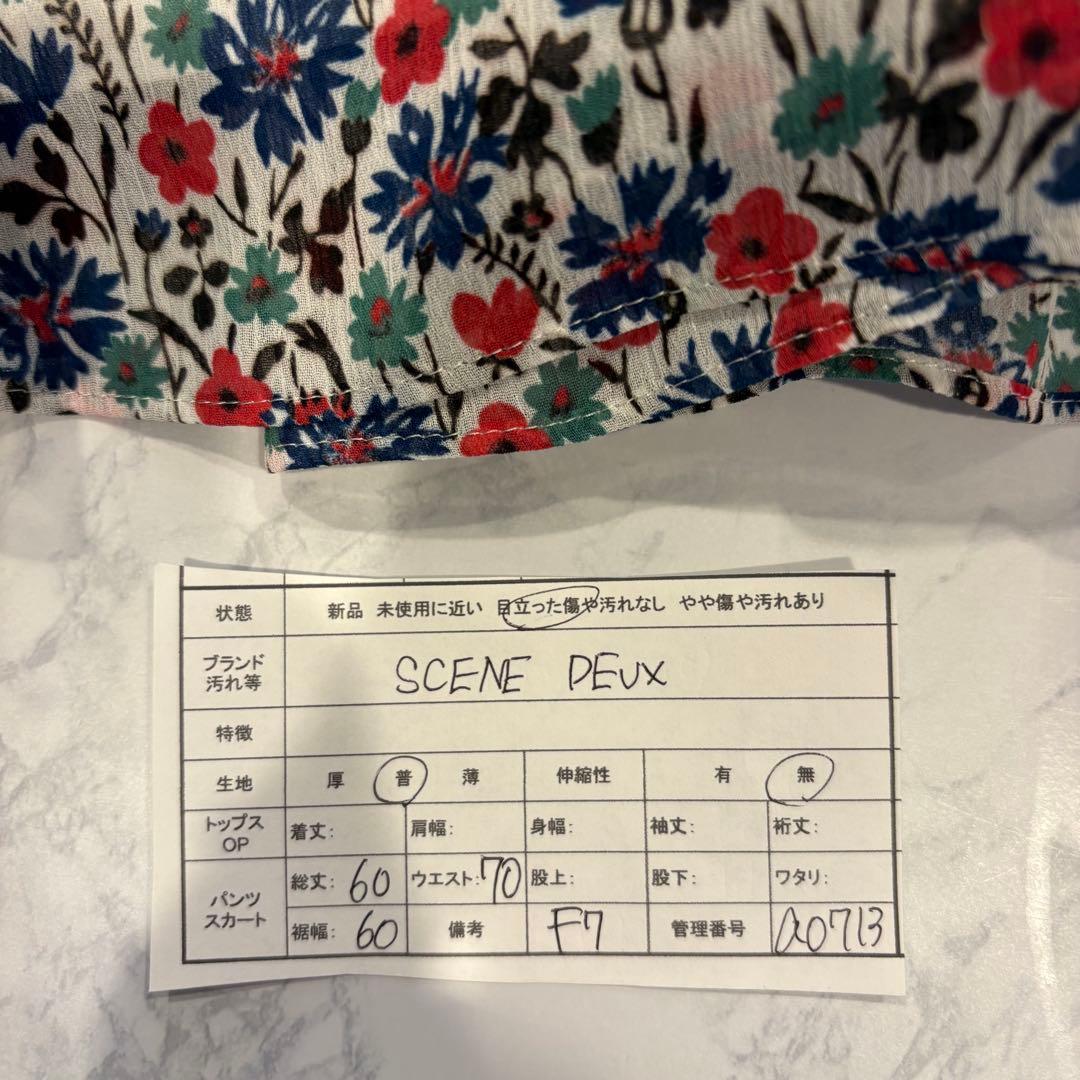 状態 新品 未使用に近い 目立った傷や汚れなし やや傷や汚れあり
ブランド
汚れ等
SCENE DEUX
特徴
生地 厚 普 薄 伸縮性 有 無
トップス
OP
着丈: 肩幅: 身幅: 袖丈: 裄丈:
パンツ
スカート
総丈: 60 ウエスト: 70 股上: 股下: ワタリ:
裾幅: 60 備考 F7 管理番号 a0713